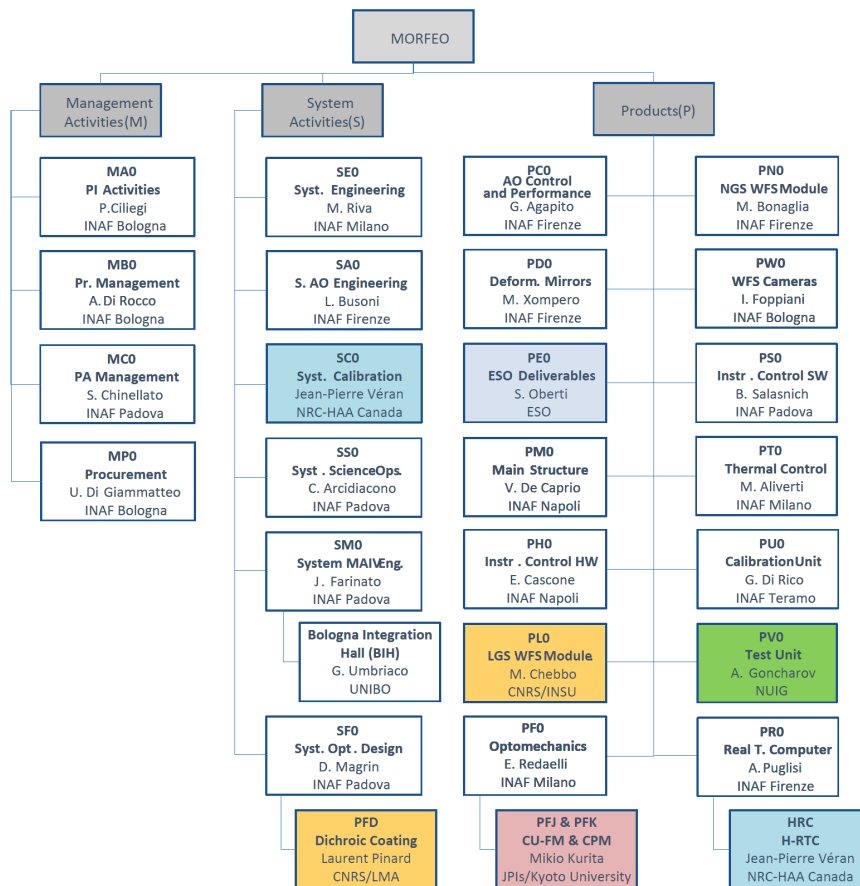 MORFEO
Management
Activities(M)
System
Activities(S)
Products(P)
MA0
PI Activities
P.Ciliegi
INAF Bologna
MB0
Pr. Management
A.Di Rocco
INAF Bologna
MC0
PA Management
S. Chinellato
INAF Padova
MP0
Procurement
U. Di Giammatteo
INAF Bologna
SE0
Syst. Engineering
M. Riva
INAF Milano
SA0
S. AO Engineering
L. Busoni
INAF Firenze
SC0
Syst. Calibration
Jean-Pierre Véran
NRC-HAA Canada
SS0
Syst . ScienceOps.
C. Arcidiacono
INAF Padova
SM0
System MAIVEng.
J . Farinato
INAF Padova
Bologna Integration
Hall (BIH)
G. Umbriaco
UNIBO
SF0
Syst. Opt . Design
D. Magrin
INAF Padova
PFD
Dichroic Coating
Laurent Pinard
CNRS/LMA
PC0
AO Control
and Performance
G. Agapito
INAF Firenze
PD0
Deform. Mirrors
M. Xompero
INAF Firenze
PE0
ESO Deliverables
S. Oberti
ESO
PM0
Main Structure
V. De Caprio
INAF Napoli
PH0
Instr . Control HW
E. Cascone
INAF Napoli
PL0
LGS WFS Module.
M. Chebbo
CNRS/INSU
PF0
Optomechanics
E. Redaelli
INAF Milano
PFJ & PFK
CU-FM & CPM
Mikio Kurita
JPIs/Kyoto University
PN0
NGS WFS Module
M. Bonaglia
INAF Firenze
PW0
WFS Cameras
I. Foppiani
INAF Bologna
PS0
Instr . Control SW
B. Salasnich
INAF Padova
PT0
Thermal Control
M. Aliverti
INAF Milano
PU0
CalibrationUnit
G. Di Rico
INAF Teramo
PV0
Test Unit
A. Goncharov
NUIG
PR0
Real T. Computer
A.Puglisi
INAF Firenze
HRC
H-RTC
Jean-Pierre Véran
NRC-HAA Canada